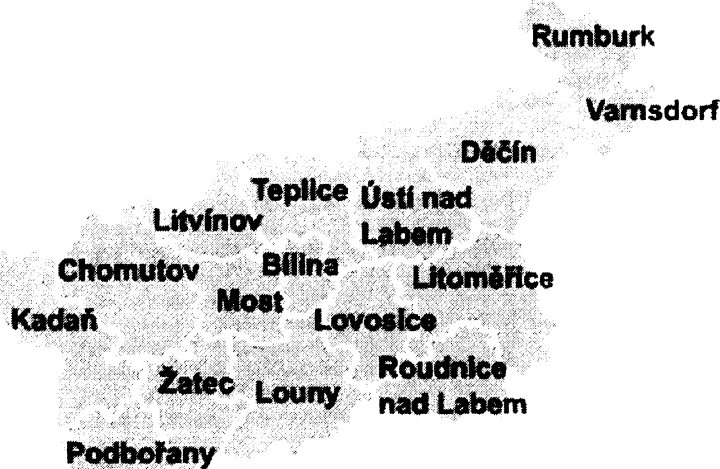 Rumburk
Varnsdorf
Děčín
Teplice
Ústí nad
Labem
Litvínov
Chomutov
Bílina
Litoměřice
Most
Kadaň
Lovosice
Žatec
Louny
Roudnice
nad Labem
Podbořany